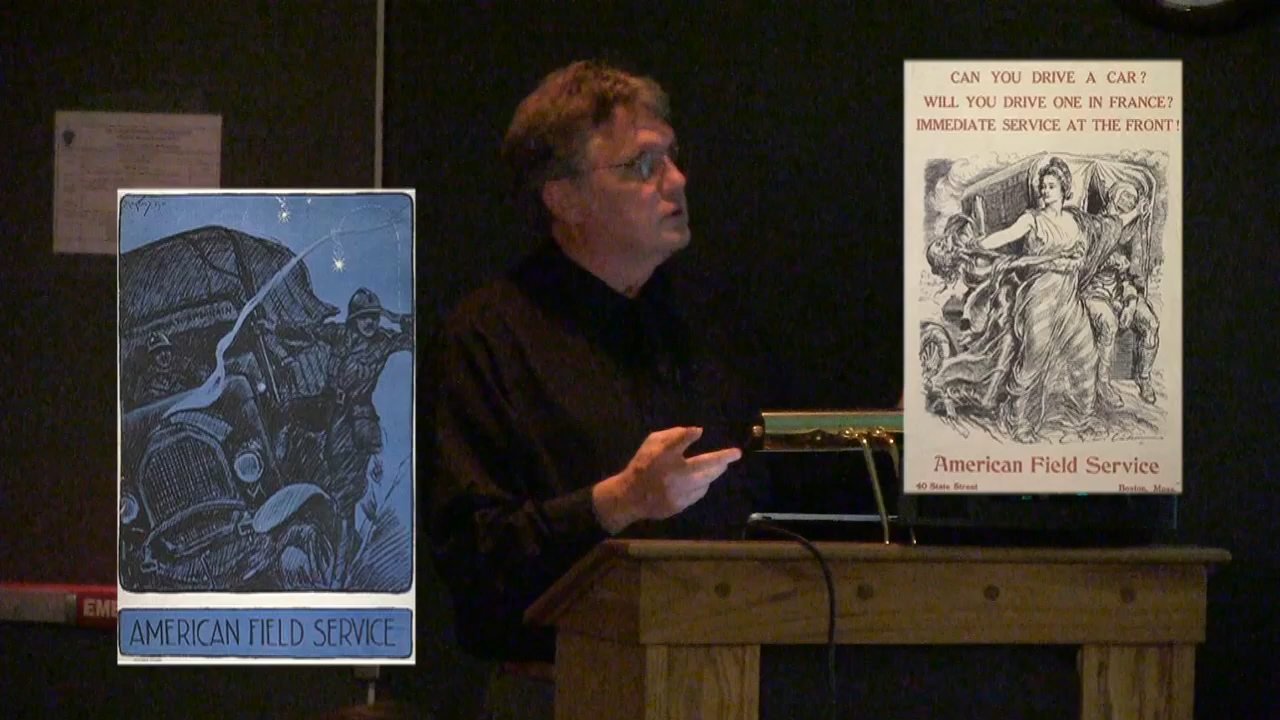 AMERICAN FIELD SERVICE
CAN YOU DRIVE A CAR?
WILL YOU DRIVE ONE IN FRANCE?
IMMEDIATE SERVICE AT THE FRONT!
American Field Service
40 State Street Boston, Mass.
EM